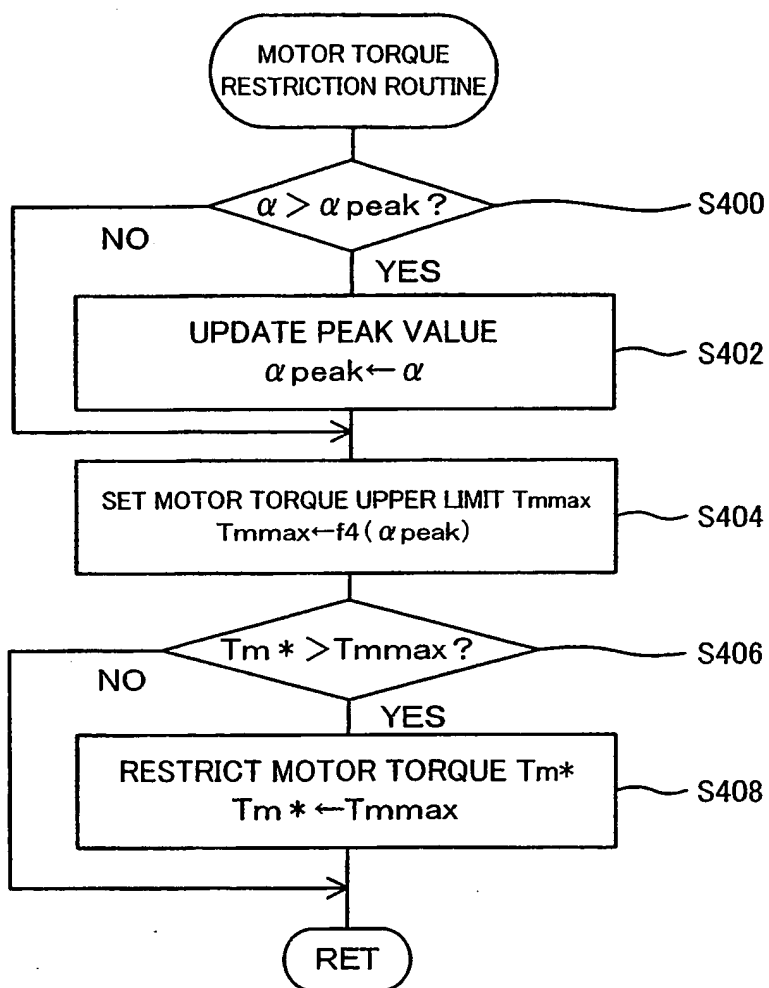 MOTOR TORQUE
RESTRICTION ROUTINE
α > α peak ?
S400
NO
YES
UPDATE PEAK VALUE
α peak ← α
S402
SET MOTOR TORQUE UPPER LIMIT Tmmax
Tmmax←f4 ( α peak)
S404
Tm * > Tmmax ?
S406
NO
YES
RESTRICT MOTOR TORQUE Tm*
Tm * ← Tmmax
S408
RET